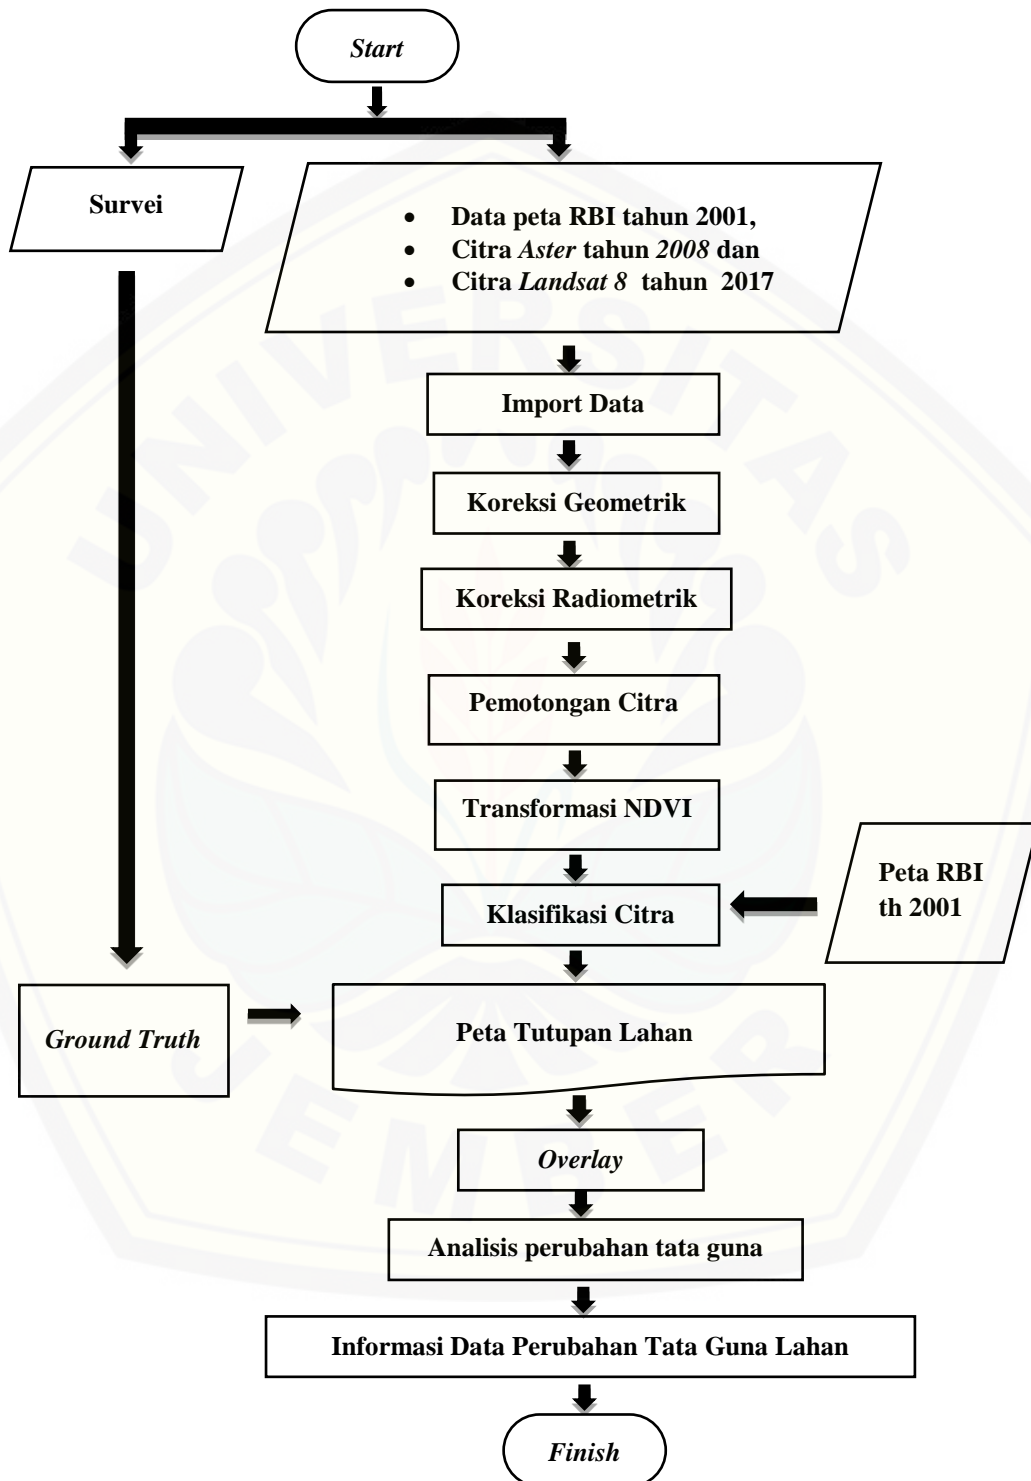 Start
Survei
• Data peta RBI tahun 2001,
• Citra Aster tahun 2008 dan
• Citra Landsat 8 tahun 2017
Import Data
Koreksi Geometrik
Koreksi Radiometrik
Pemotongan Citra
Transformasi NDVI
Peta RBI
th 2001
Klasifikasi Citra
Ground Truth
Peta Tutupan Lahan
Overlay
Analisis perubahan tata guna
Informasi Data Perubahan Tata Guna Lahan
Finish
UNIVERSITAS
JEMBER